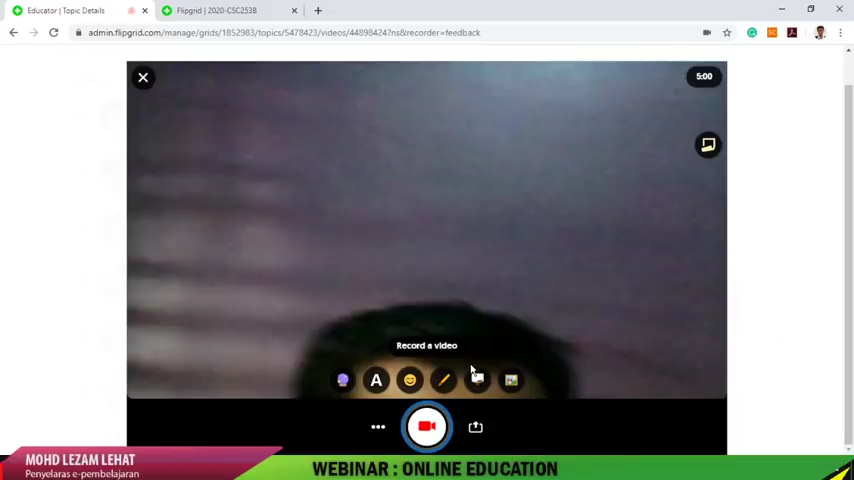 Educator | Topic Details
Flipgrid | 2020-CSC253B
admin.flipgrid.com/manage/grids/1852983/topics/5478423/videos/44898424?ns&recorder=feedback
5:00
Record a video
A
MOHD LEZAM LEHAT
Penyelaras e-pembelajaran
WEBINAR : ONLINE EDUCATION